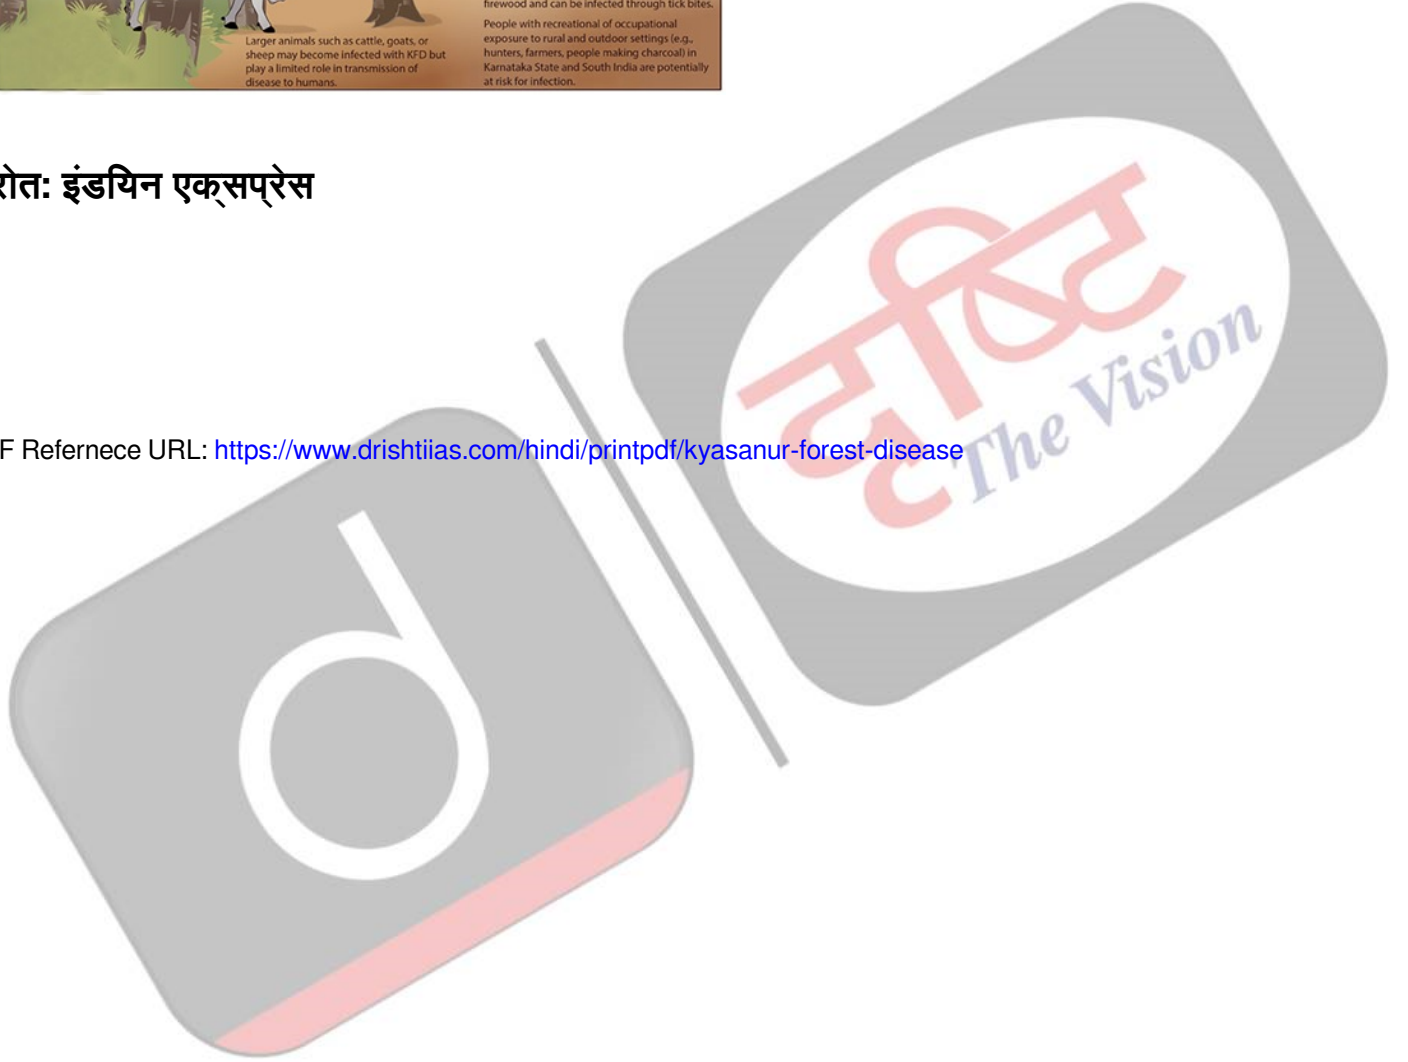 Larger animals such as cattle, goats, or
sheep may become infected with KFD but
play a limited role in transmission of
disease to humans.
firewood and can be infected through tick bites.
People with recreational of occupational
exposure to rural and outdoor settings (e.g.,
hunters, farmers, people making charcoal) in
Karnataka State and South India are potentially
at risk for infection.
रोत: इंडयिन एक्सप्रेस
F Refernece URL: https://www.drishtiias.com/hindi/printpdf/kyasanur-forest-disease
दृष्टि
The Vision
d